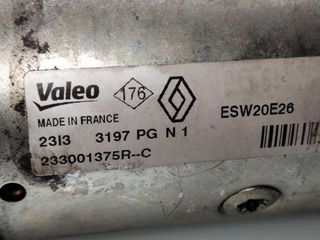 Valeo 176 ESW20E26
MADE IN FRANCE
23I3 3197 PG N 1
233001375R--C